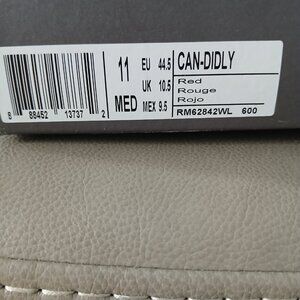 11 EU 44.5 CAN-DIDLY
UK 10.5 Red
Rouge
MED MEX 9.5 Rojo
8 88452 13737 2 RM62842WL 600